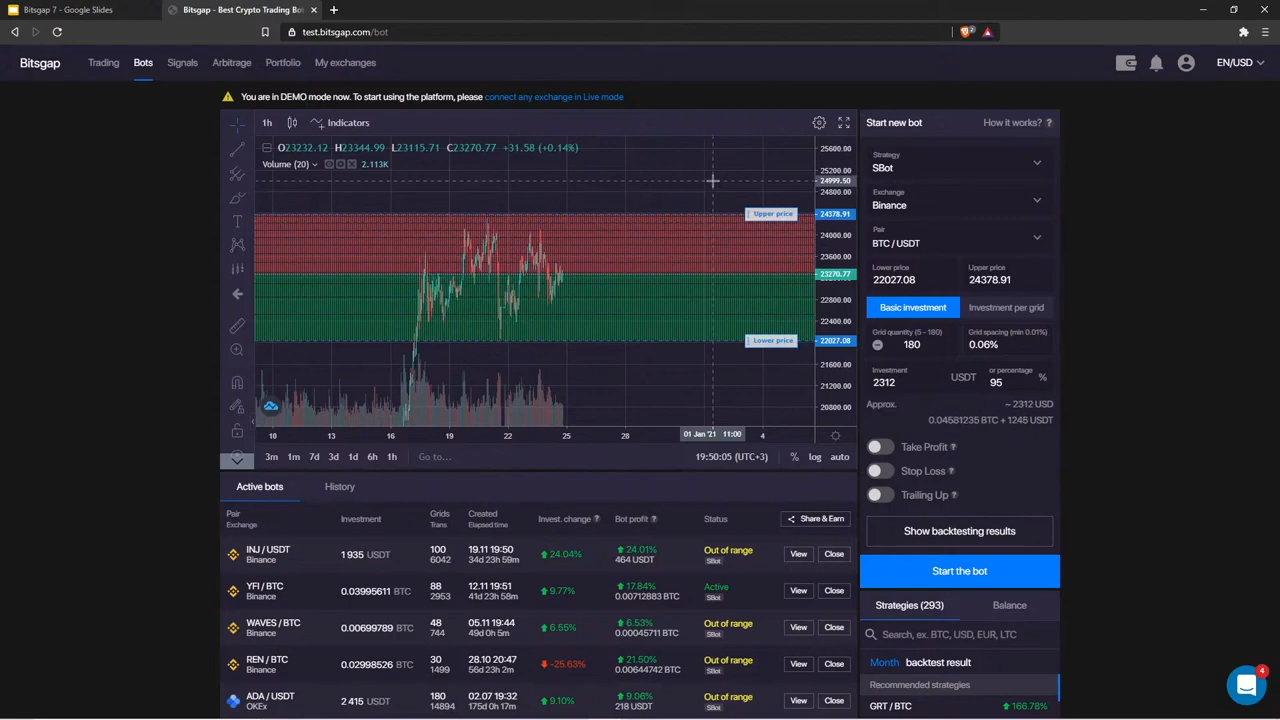 Bitsgap 7 - Google Slides
Bitsgap - Best Crypto Trading Bot
test.bitsgap.com/bot
2
Bitsgap
Trading
Bots
Signals
Arbitrage
Portfolio
My exchanges
EN/USD
You are in DEMO mode now. To start using the platform, please connect any exchange in Live mode
1h
Indicators
O23232.12 H23344.99 L23115.71 C23270.77 +31.58 (+0.14%)
Volume (20) 2.113K
25600.00
25200.00
24999.50
24800.00
Upper price
24378.91
24000.00
23600.00
23270.77
22800.00
22400.00
Lower price
22027.08
21600.00
21200.00
20800.00
10 13 16 19 22 25 28 01 Jan '21 11:00 4
3m 1m 7d 3d 1d 6h 1h Go to... 19:50:05 (UTC+3) % log auto
Start new bot
How it works? ?
Strategy
SBot
Exchange
Binance
Pair
BTC / USDT
Lower price
22027.08
Upper price
24378.91
Basic investment
Investment per grid
Grid quantity (5 - 180)
180
Grid spacing (min 0.01%)
0.06%
Investment
2312 USDT
or percentage
95 %
Approx. ~ 2312 USD
0.04581235 BTC + 1245 USDT
Take Profit ?
Stop Loss ?
Trailing Up ?
Show backtesting results
Start the bot
Strategies (293)
Balance
Search, ex. BTC, USD, EUR, LTC
Month backtest result
Recommended strategies
GRT / BTC 166.78%
4
Active bots
History
Pair
Exchange
Investment
Grids
Trans
Created
Elapsed time
Invest. change ?
Bot profit ?
Status
Share & Earn
INJ / USDT
Binance
1 935 USDT
100
6042
19.11 19:50
34d 23h 59m
24.04%
24.01%
464 USDT
Out of range
SBot
View
Close
YFI / BTC
Binance
0.03995611 BTC
88
2953
12.11 19:51
41d 23h 58m
9.77%
17.84%
0.00712883 BTC
Active
SBot
View
Close
WAVES / BTC
Binance
0.00699789 BTC
48
744
05.11 19:44
49d 0h 5m
6.55%
6.53%
0.00045711 BTC
Out of range
SBot
View
Close
REN / BTC
Binance
0.02998526 BTC
30
1499
28.10 20:47
56d 23h 2m
-25.63%
21.50%
0.00644742 BTC
Out of range
SBot
View
Close
ADA / USDT
OKEx
2 415 USDT
180
14894
02.07 19:32
175d 0h 17m
9.10%
9.06%
218 USDT
Out of range
SBot
View
Close